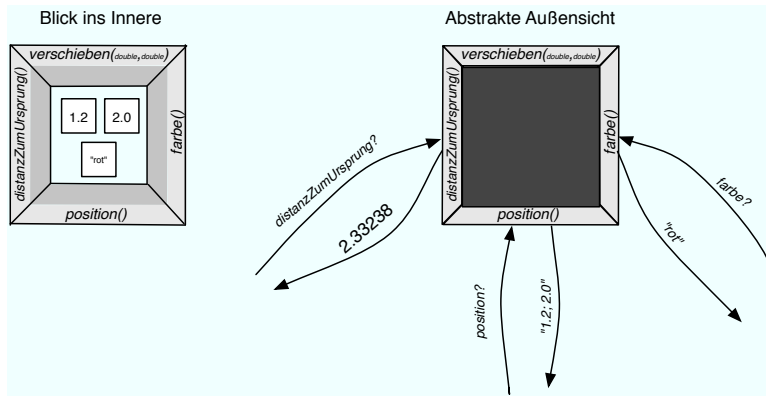 Blick ins Innere
verschieben(double,double)
distanzZumUrsprung()
1.2
2.0
"rot"
farbe()
position()
Abstrakte Außensicht
verschieben(double,double)
distanzZumUrsprung()
farbe()
position()
distanzZumUrsprung?
2.33238
position?
"1.2; 2.0"
"rot"
farbe?